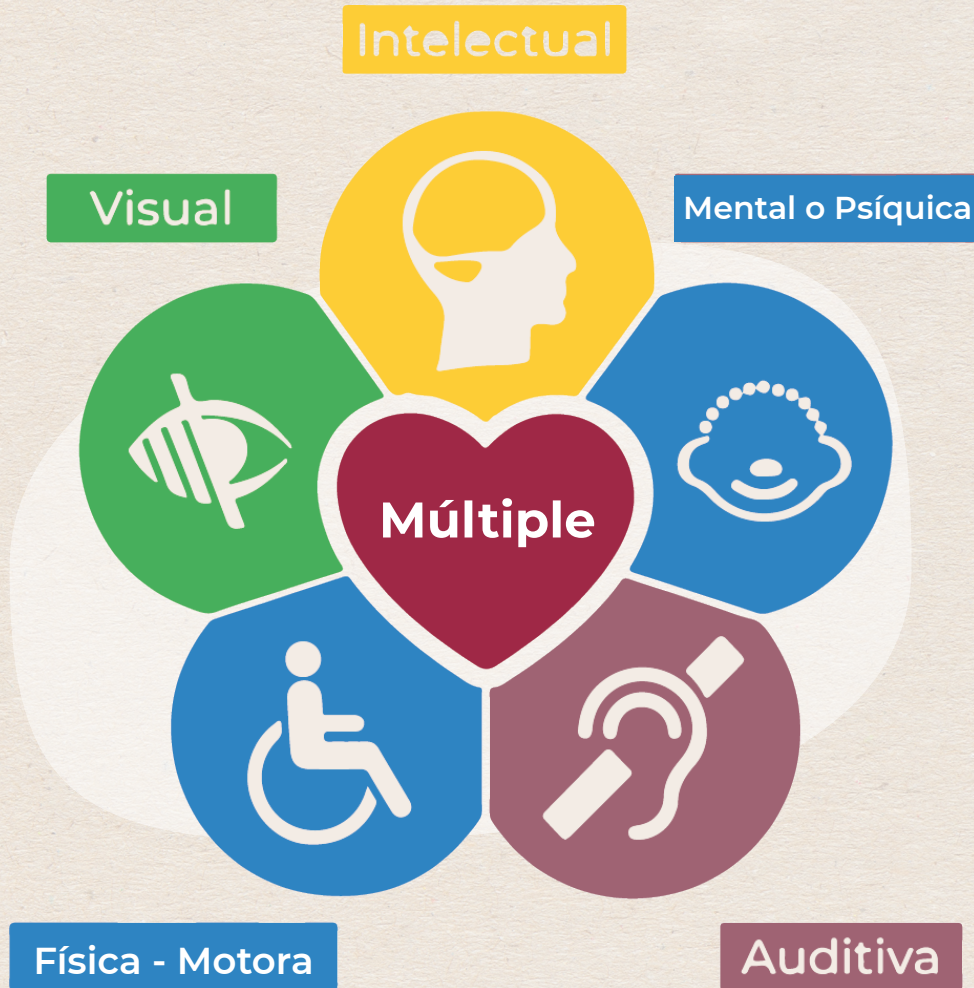 Intelectual
Visual
Mental o Psíquica
Múltiple
Física - Motora
Auditiva